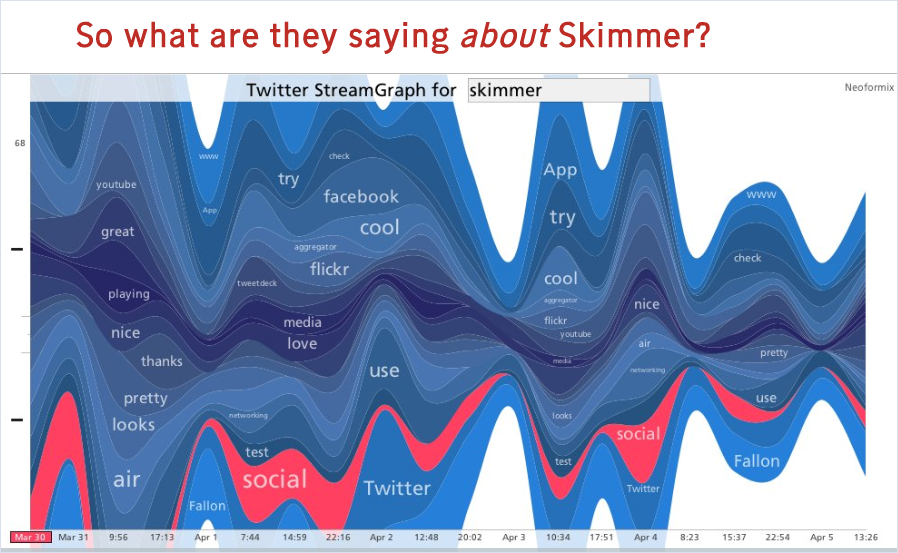 So what are they saying about Skimmer?
Twitter StreamGraph for skimmer
Neoformix
68
www
check
App
try
youtube
facebook
App
try
www
great
cool
aggregator
flickr
check
tweetdeck
cool
playing
aggregator
nice
media
flickr
nice
love
youtube
air
thanks
media
pretty
use
networking
pretty
looks
networking
looks
use
test
social
air
social
test
Fallon
Twitter
Twitter
Fallon
Mar 30 Mar 31 9:56 17:13 Apr 1 7:44 14:59 22:16 Apr 2 12:48 20:02 Apr 3 10:34 17:51 Apr 4 8:23 15:37 22:54 Apr 5 13:26